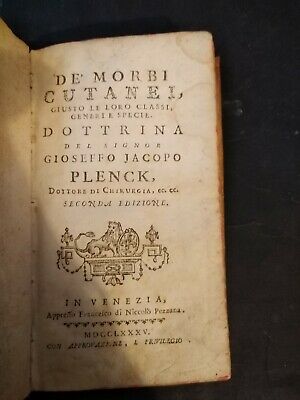 DE' MORBI
CUTANEI,
GIUSTO LE LORO CLASSI,
GENERI E SPECIE.
DOTTRINA
DEL SIGNOR
GIOSEFFO JACOPO
PLENCK,
DOTTORE DI CHIRURGIA, ec. ec.
SECONDA EDIZIONE.
IN VENEZIA,
Appresso Francesco di Niccolò Pezzana.
MDCCLXXXV.
CON APPROVAZIONE, E PRIVILEGIO.